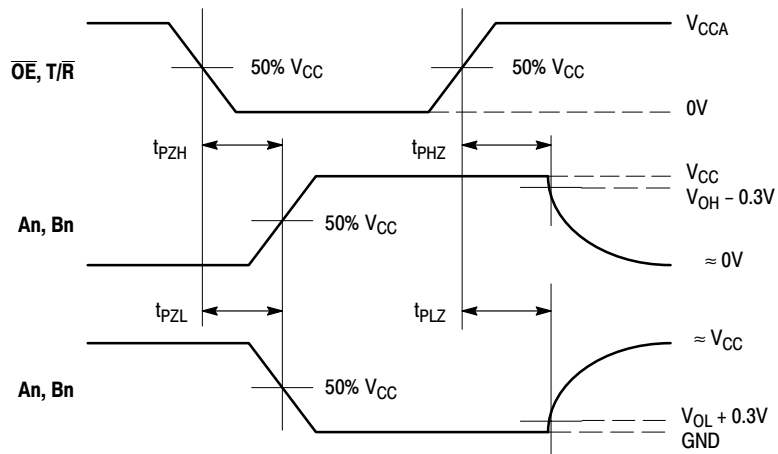 V_CCA
OE, T/R
50% V_CC
50% V_CC
0V
t_PZH
t_PHZ
V_CC
V_OH – 0.3V
An, Bn
50% V_CC
≈ 0V
t_PZL
t_PLZ
≈ V_CC
An, Bn
50% V_CC
V_OL + 0.3V
GND